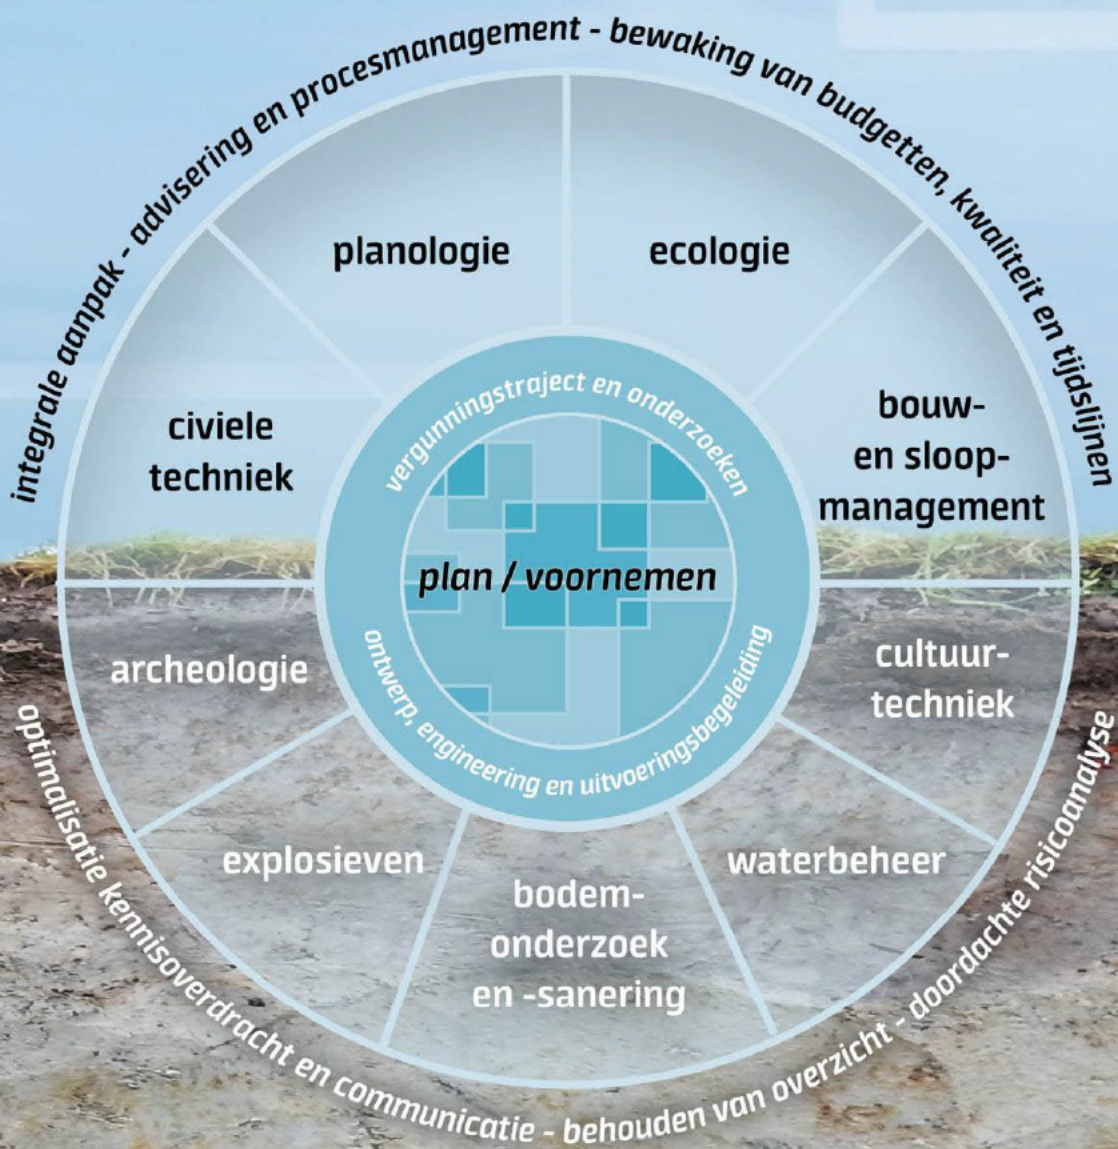 integrale aanpak - advisering en procesmanagement - bewaking van budgetten, kwaliteit en tijdslijnen
planologie
ecologie
civiele
techniek
bouw-
en sloop-
management
vergunningstraject en onderzoeken
plan / voornemen
ontwerp, engineering en uitvoeringsbegeleiding
archeologie
cultuur-
techniek
explosieven
bodem-
onderzoek
en -sanering
waterbeheer
optimalisatie kennisoverdracht en communicatie - behouden van overzicht - doordachte risicoanalyse